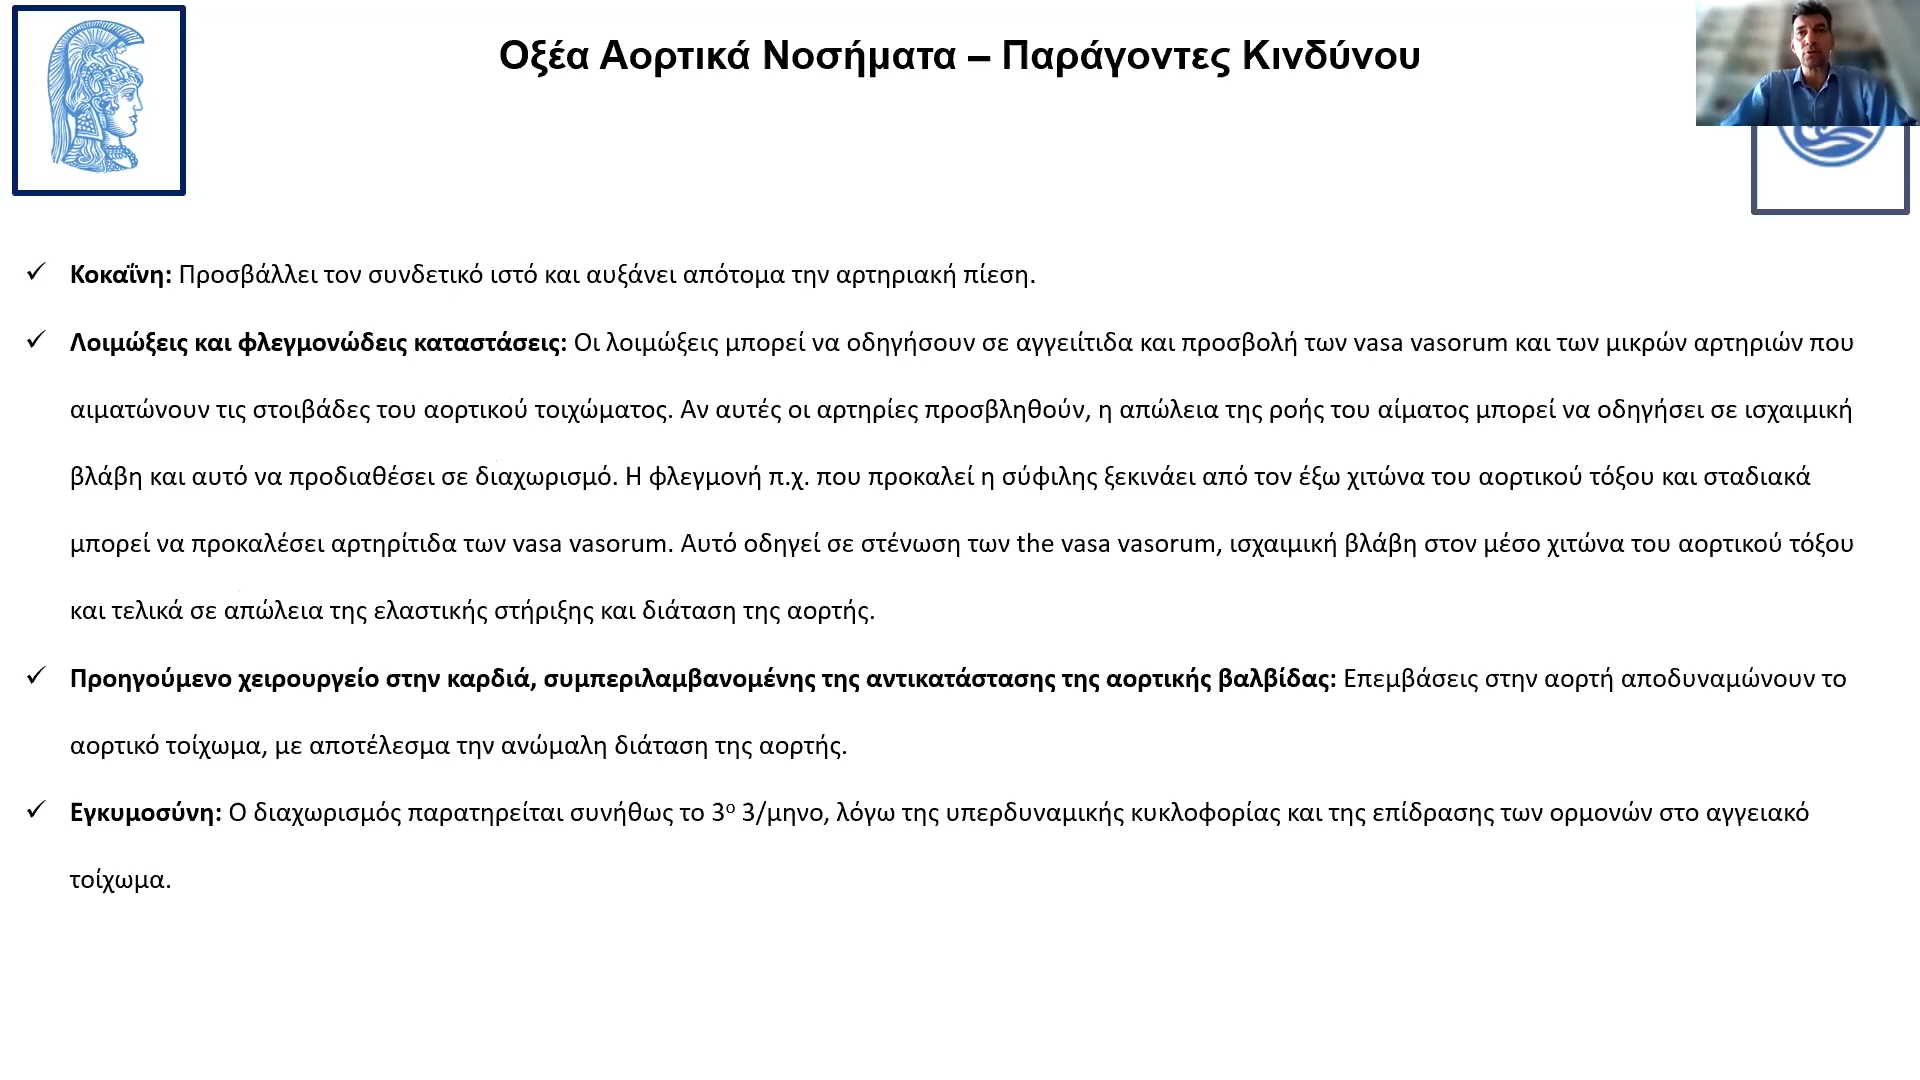 Οξέα Αορτικά Νοσήματα – Παράγοντες Κινδύνου
✓ Κοκαΐνη: Προσβάλλει τον συνδετικό ιστό και αυξάνει απότομα την αρτηριακή πίεση.
✓ Λοιμώξεις και φλεγμονώδεις καταστάσεις: Οι λοιμώξεις μπορεί να οδηγήσουν σε αγγειίτιδα και προσβολή των vasa vasorum και των μικρών αρτηριών που
αιματώνουν τις στοιβάδες του αορτικού τοιχώματος. Αν αυτές οι αρτηρίες προσβληθούν, η απώλεια της ροής του αίματος μπορεί να οδηγήσει σε ισχαιμική
βλάβη και αυτό να προδιαθέσει σε διαχωρισμό. Η φλεγμονή π.χ. που προκαλεί η σύφιλης ξεκινάει από τον έξω χιτώνα του αορτικού τόξου και σταδιακά
μπορεί να προκαλέσει αρτηρίτιδα των vasa vasorum. Αυτό οδηγεί σε στένωση των the vasa vasorum, ισχαιμική βλάβη στον μέσο χιτώνα του αορτικού τόξου
και τελικά σε απώλεια της ελαστικής στήριξης και διάταση της αορτής.
✓ Προηγούμενο χειρουργείο στην καρδιά, συμπεριλαμβανομένης της αντικατάστασης της αορτικής βαλβίδας: Επεμβάσεις στην αορτή αποδυναμώνουν το
αορτικό τοίχωμα, με αποτέλεσμα την ανώμαλη διάταση της αορτής.
✓ Εγκυμοσύνη: Ο διαχωρισμός παρατηρείται συνήθως το 3ο 3/μηνο, λόγω της υπερδυναμικής κυκλοφορίας και της επίδρασης των ορμονών στο αγγειακό
τοίχωμα.